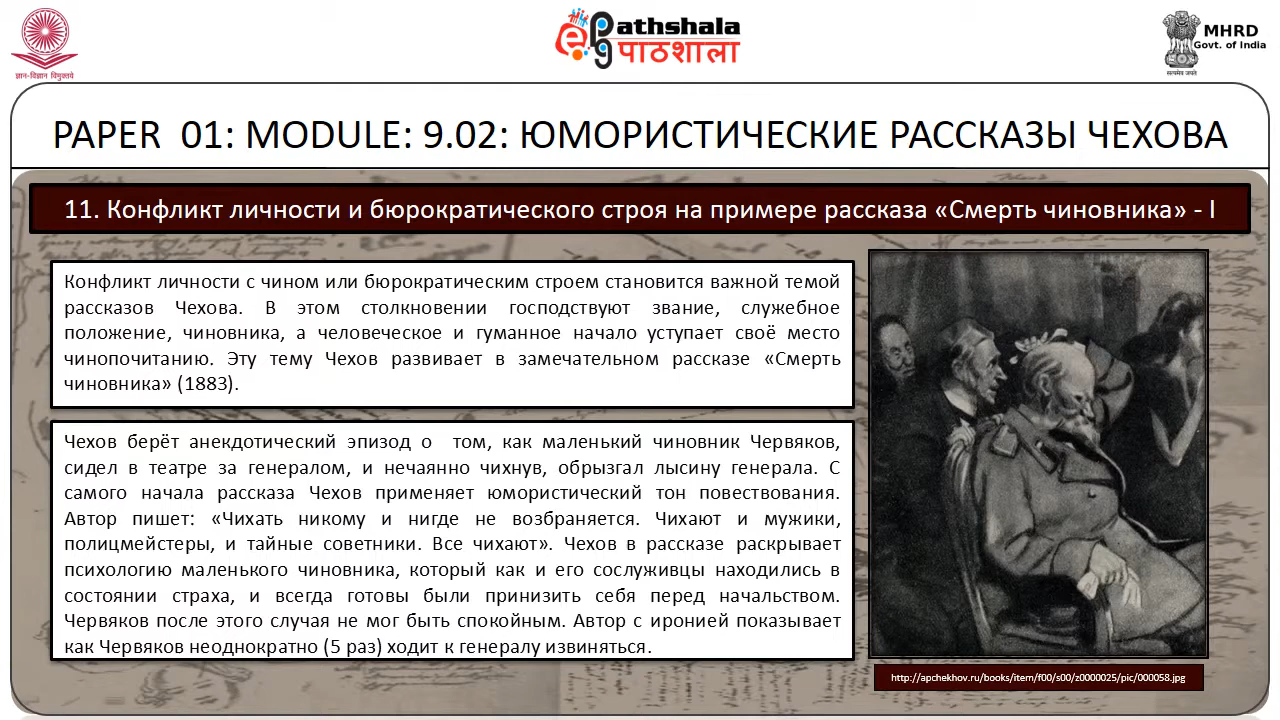 ज्ञान-विज्ञान विमुक्तये
ePG Pathshala
पाठशाला
MHRD
Govt. of India
सत्यमेव जयते
PAPER 01: MODULE: 9.02: ЮМОРИСТИЧЕСКИЕ РАССКАЗЫ ЧЕХОВА
11. Конфликт личности и бюрократического строя на примере рассказа «Смерть чиновника» - I
Конфликт личности с чином или бюрократическим строем становится важной темой
рассказов Чехова. В этом столкновении господствуют звание, служебное
положение, чиновника, а человеческое и гуманное начало уступает своё место
чинопочитанию. Эту тему Чехов развивает в замечательном рассказе «Смерть
чиновника» (1883).
Чехов берёт анекдотический эпизод о том, как маленький чиновник Червяков,
сидел в театре за генералом, и нечаянно чихнув, обрызгал лысину генерала. С
самого начала рассказа Чехов применяет юмористический тон повествования.
Автор пишет: «Чихать никому и нигде не возбраняется. Чихают и мужики,
полицмейстеры, и тайные советники. Все чихают». Чехов в рассказе раскрывает
психологию маленького чиновника, который как и его сослуживцы находились в
состоянии страха, и всегда готовы были принизить себя перед начальством.
Червяков после этого случая не мог быть спокойным. Автор с иронией показывает
как Червяков неоднократно (5 раз) ходит к генералу извиняться.
http://apchekhov.ru/books/item/f00/s00/z0000025/pic/000058.jpg